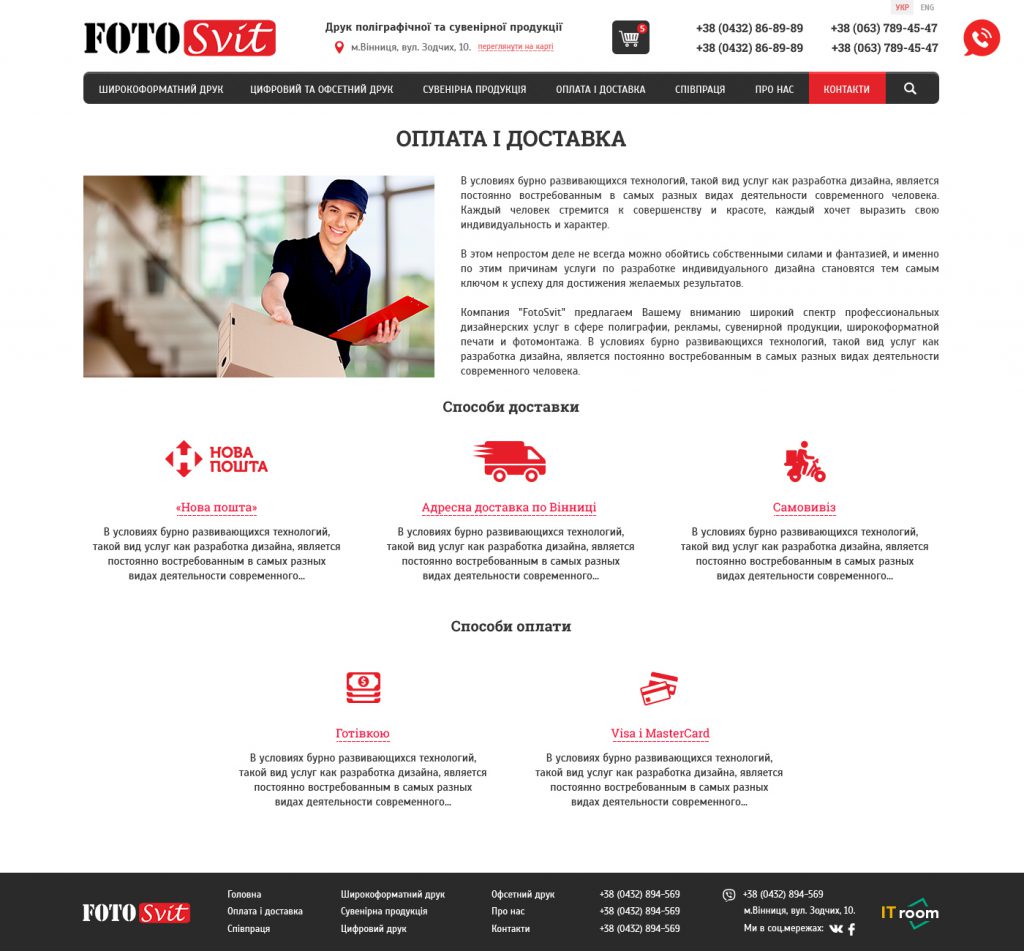 УКР ENG
FOTO Svit
Друк поліграфічної та сувенірної продукції
м.Вінниця, вул. Зодчих, 10. переглянути на карті
5
+38 (0432) 86-89-89 +38 (063) 789-45-47
+38 (0432) 86-89-89 +38 (063) 789-45-47
ШИРОКОФОРМАТНИЙ ДРУК ЦИФРОВИЙ ТА ОФСЕТНИЙ ДРУК СУВЕНІРНА ПРОДУКЦІЯ ОПЛАТА І ДОСТАВКА СПІВПРАЦЯ ПРО НАС КОНТАКТИ
ОПЛАТА І ДОСТАВКА
В условиях бурно развивающихся технологий, такой вид услуг как разработка дизайна, является
постоянно востребованным в самых разных видах деятельности современного человека.
Каждый человек стремится к совершенству и красоте, каждый хочет выразить свою
индивидуальность и характер.
В этом непростом деле не всегда можно обойтись собственными силами и фантазией, и именно
по этим причинам услуги по разработке индивидуального дизайна становятся тем самым
ключом к успеху для достижения желаемых результатов.
Компания "FotoSvit" предлагаем Вашему вниманию широкий спектр профессиональных
дизайнерских услуг в сфере полиграфии, рекламы, сувенирной продукции, широкоформатной
печати и фотомонтажа. В условиях бурно развивающихся технологий, такой вид услуг как
разработка дизайна, является постоянно востребованным в самых разных видах деятельности
современного человека.
Способи доставки
НОВА
ПОШТА
«Нова пошта»
В условиях бурно развивающихся технологий,
такой вид услуг как разработка дизайна, является
постоянно востребованным в самых разных
видах деятельности современного...
Адресна доставка по Вінниці
В условиях бурно развивающихся технологий,
такой вид услуг как разработка дизайна, является
постоянно востребованным в самых разных
видах деятельности современного...
Самовивіз
В условиях бурно развивающихся технологий,
такой вид услуг как разработка дизайна, является
постоянно востребованным в самых разных
видах деятельности современного...
Способи оплати
Готівкою
В условиях бурно развивающихся технологий,
такой вид услуг как разработка дизайна, является
постоянно востребованным в самых разных
видах деятельности современного...
Visa і MasterCard
В условиях бурно развивающихся технологий,
такой вид услуг как разработка дизайна, является
постоянно востребованным в самых разных
видах деятельности современного...
FOTO Svit
Головна
Оплата і доставка
Співпраця
Широкоформатний друк
Сувенірна продукція
Цифровий друк
Офсетний друк
Про нас
Контакти
+38 (0432) 894-569
+38 (0432) 894-569
+38 (0432) 894-569
+38 (0432) 894-569
м.Вінниця, вул. Зодчих, 10.
Ми в соц.мережах:
IT room